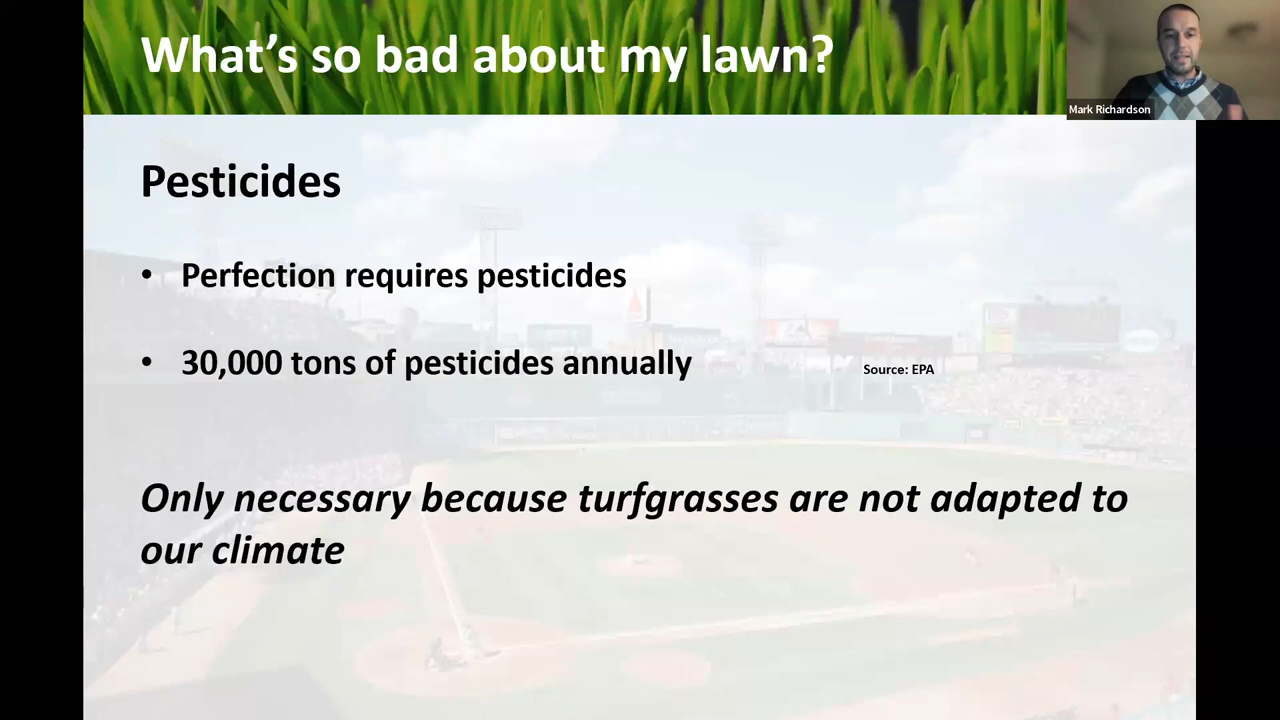 What's so bad about my lawn?
Mark Richardson
Pesticides
• Perfection requires pesticides
• 30,000 tons of pesticides annually
Source: EPA
Only necessary because turfgrasses are not adapted to
our climate